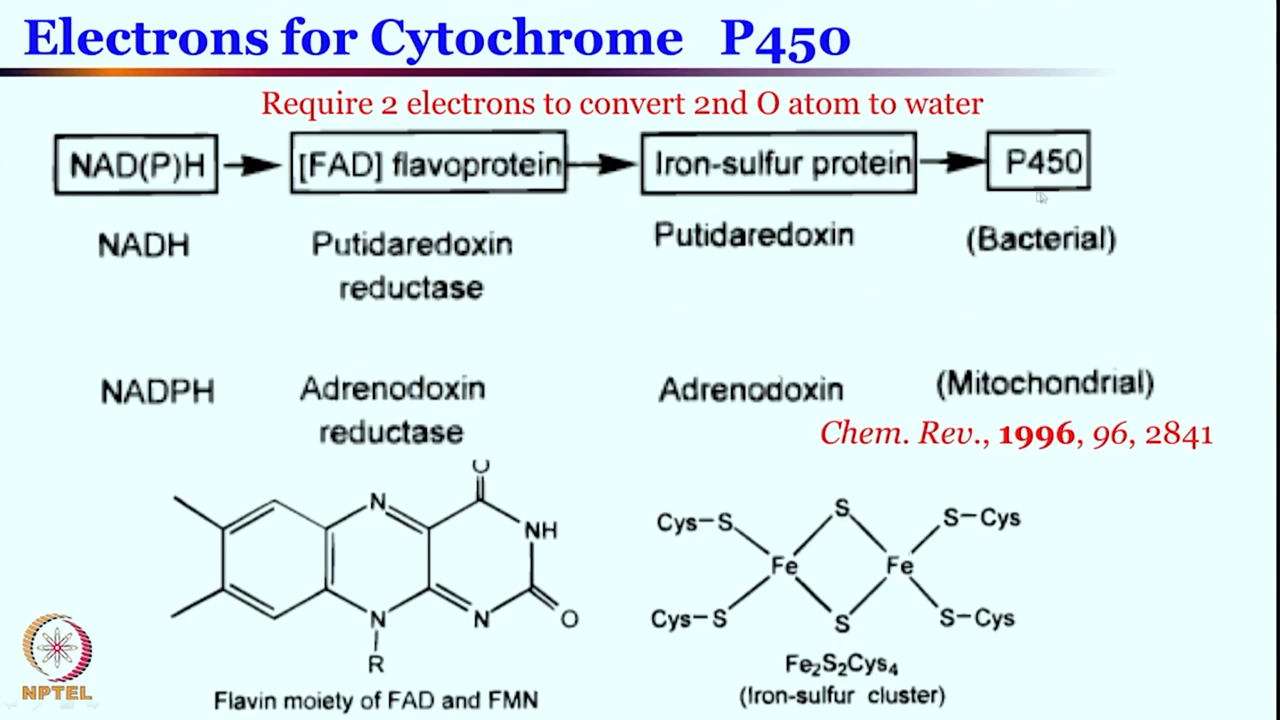 Electrons for Cytochrome P450
Require 2 electrons to convert 2nd O atom to water
NAD(P)H [FAD] flavoprotein Iron-sulfur protein P450
NADH Putidaredoxin reductase Putidaredoxin (Bacterial)
NADPH Adrenodoxin reductase Adrenodoxin (Mitochondrial)
Chem. Rev., 1996, 96, 2841
O
N
NH
N
N
O
R
Flavin moiety of FAD and FMN
Cys-S S S-Cys
Fe Fe
Cys-S S S-Cys
Fe₂S₂Cys₄
(Iron-sulfur cluster)
NPTEL